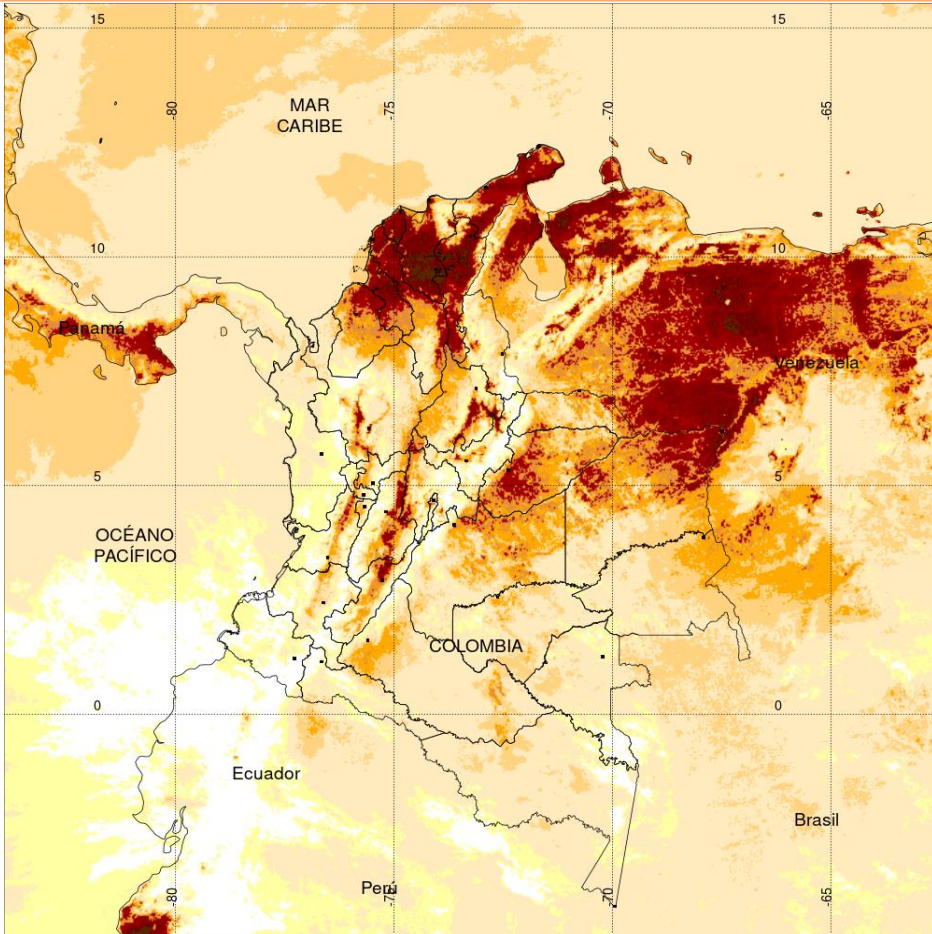 15
15
-80
-75
-70
-65
MAR
CARIBE
10
10
Panamá
Venezuela
5
5
OCÉANO
PACÍFICO
COLOMBIA
0
0
Ecuador
Brasil
Perú
-80
-75
-70
-65